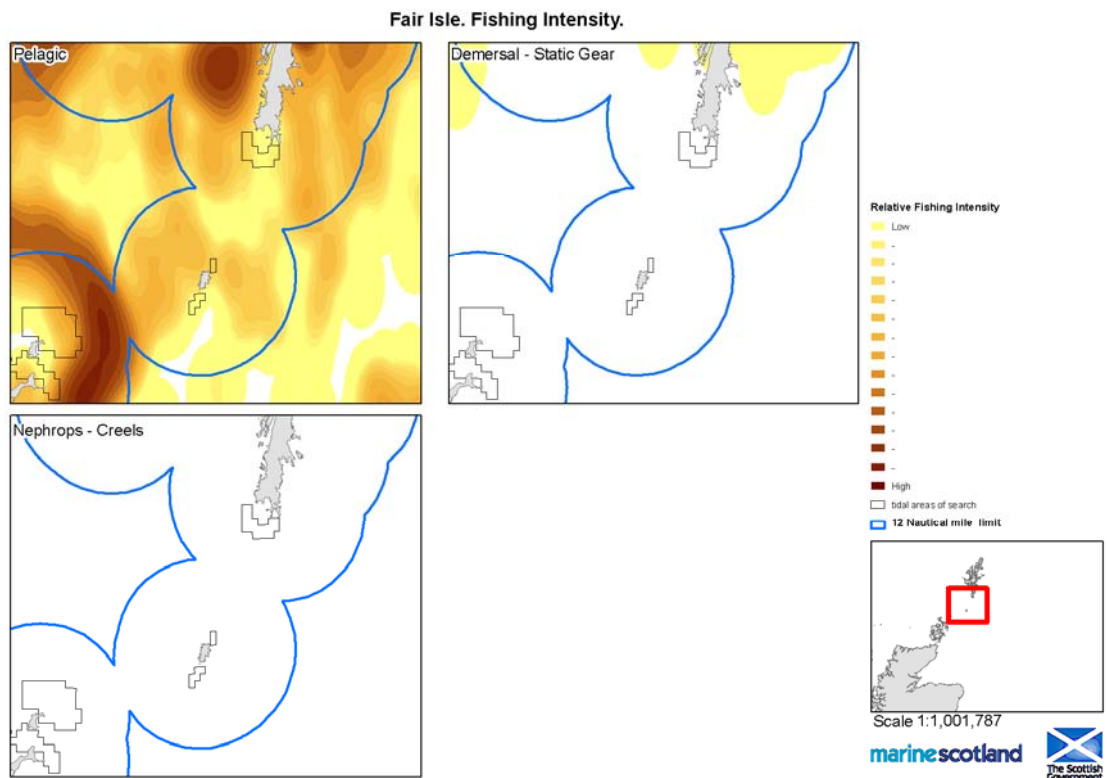 Fair Isle. Fishing Intensity.
Pelagic
Demersal - Static Gear
Nephrops - Creels
Relative Fishing Intensity
Low
-
-
-
-
-
-
-
-
-
-
-
-
-
High
tidal areas of search
12 Nautical mile limit
Scale 1:1,001,787
marinescotland
The Scottish
Government